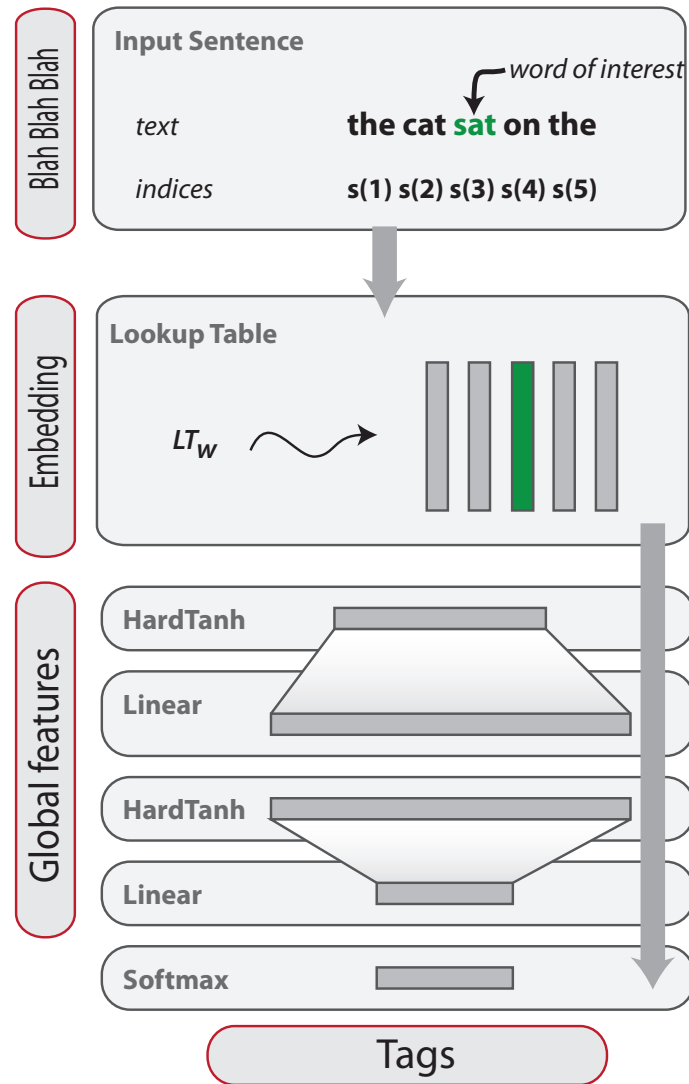 Blah Blah Blah
Input Sentence
word of interest
text the cat sat on the
indices s(1) s(2) s(3) s(4) s(5)
Embedding
Lookup Table
LTw
Global features
HardTanh
Linear
HardTanh
Linear
Softmax
Tags